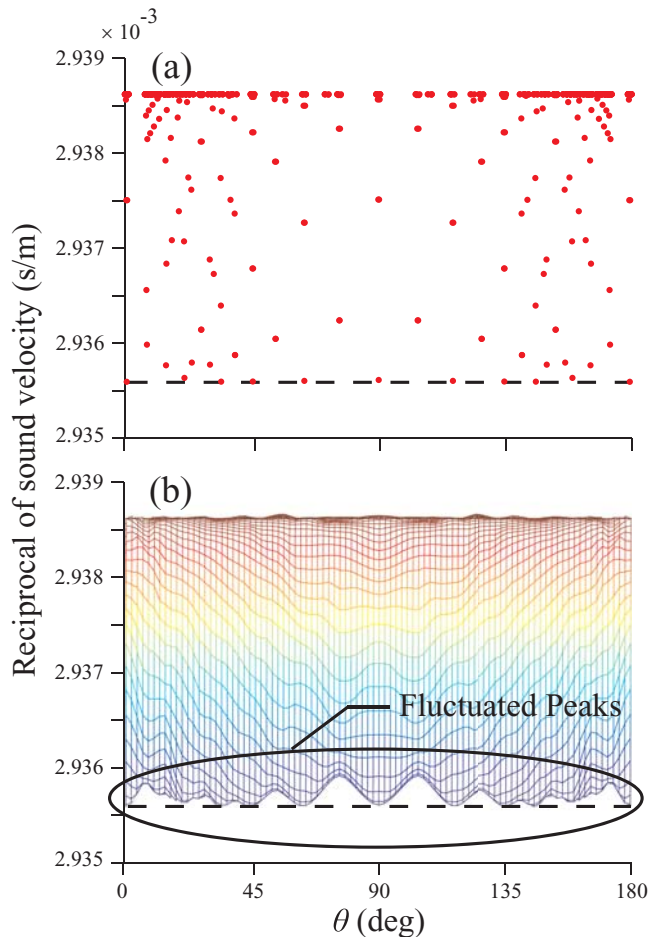 × 10⁻³
2.939
(a)
2.938
2.937
2.936
2.935
Reciprocal of sound velocity (s/m)
2.939
(b)
2.938
2.937
Fluctuated Peaks
2.936
2.935
0 45 90 135 180
θ (deg)